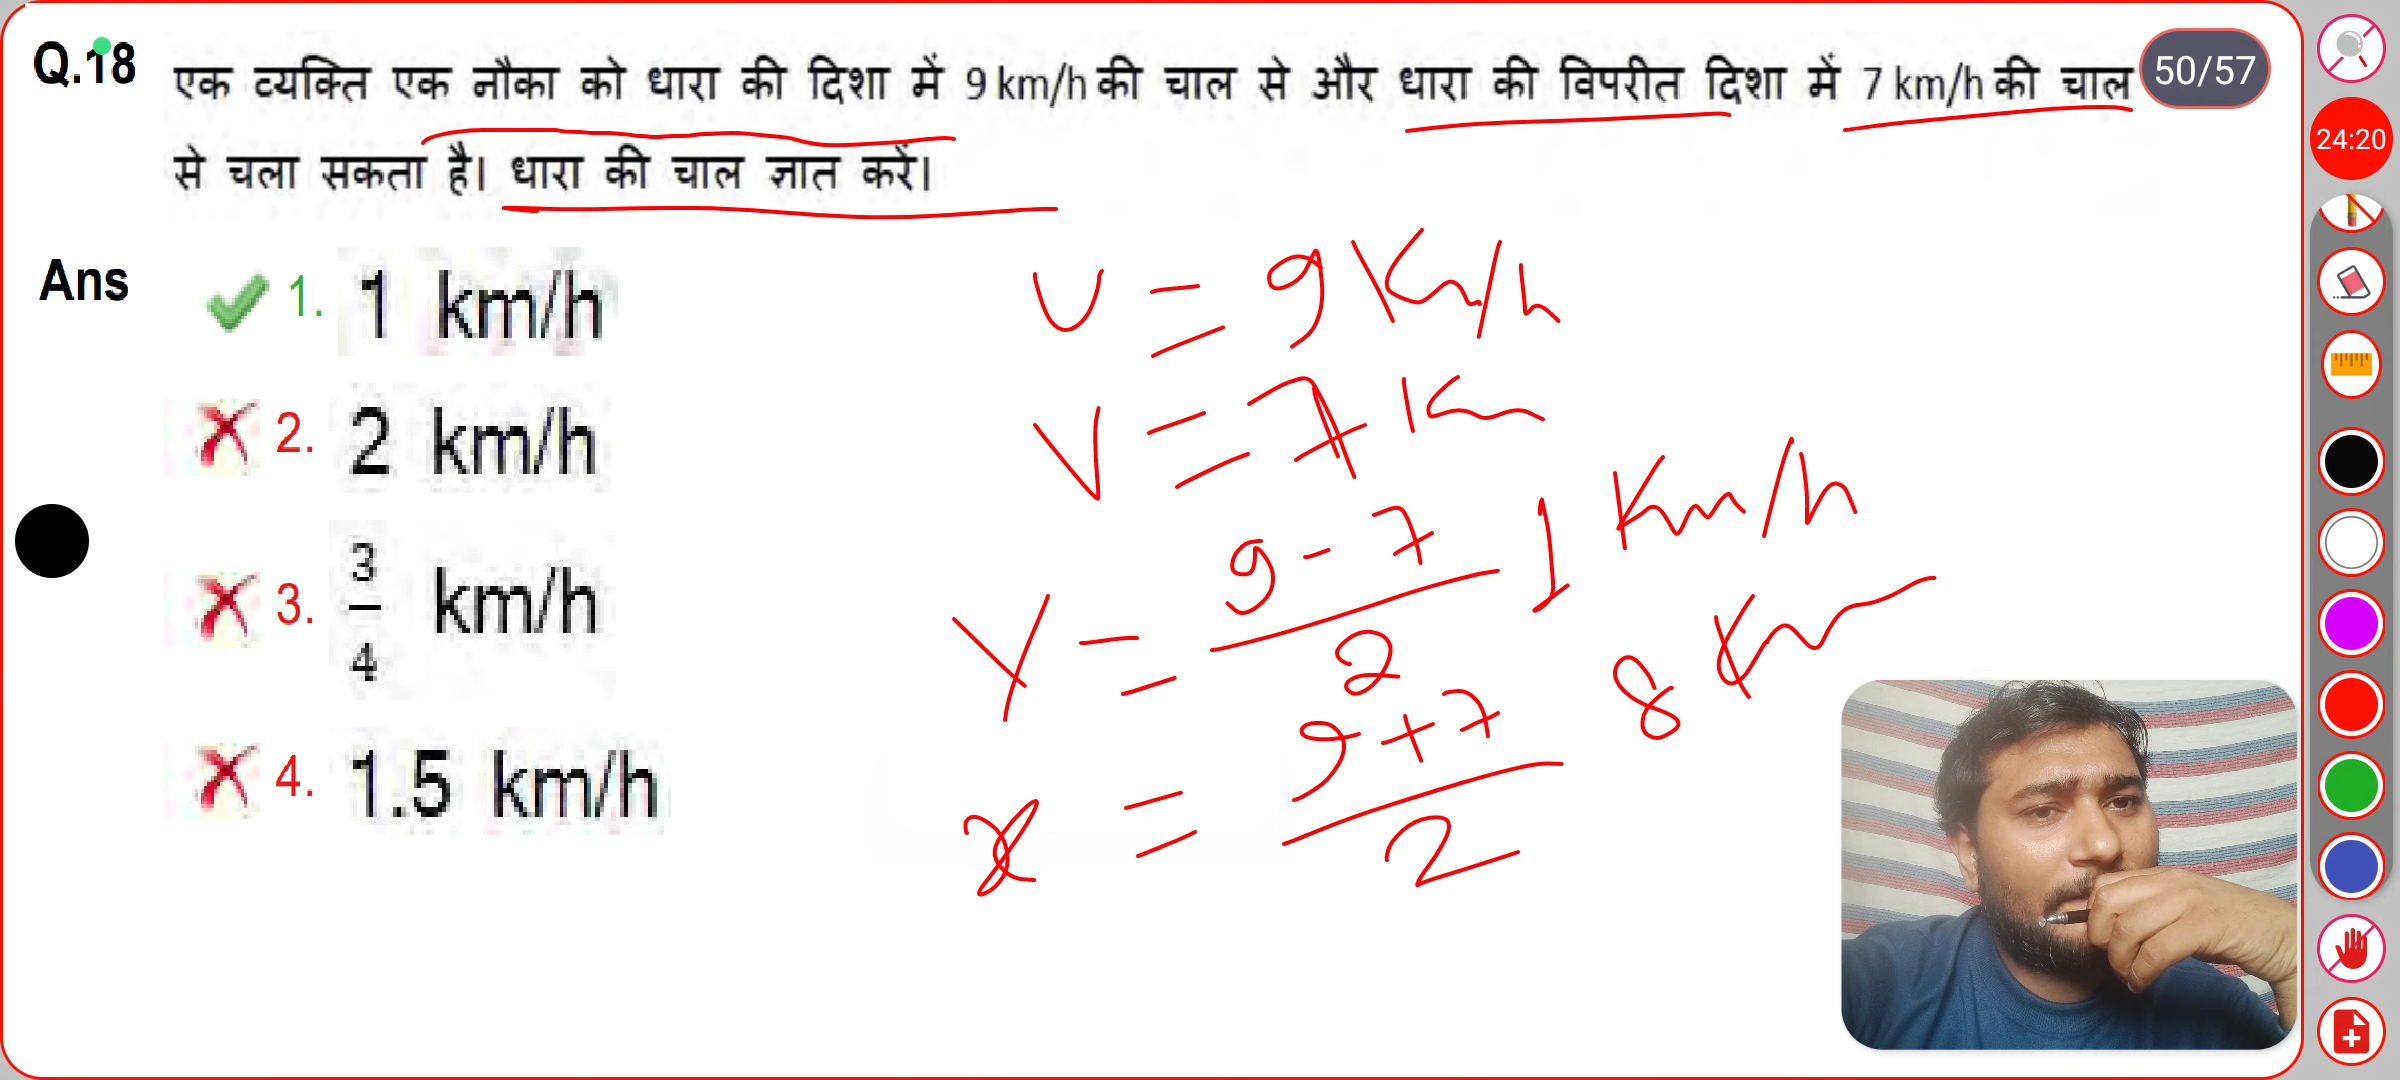 Q.18 एक व्यक्ति एक नौका को धारा की दिशा में 9 km/h की चाल से और धारा की विपरीत दिशा में 7 km/h की चाल
से चला सकता है। धारा की चाल ज्ञात करें।
50/57
24:20
Ans 1. 1 km/h
2. 2 km/h
3. 3/4 km/h
4. 1.5 km/h
U = 9 Km/h
V = 7 Km
Y = 9-7/2 1 Km/h
x = 9+7/2 8 Km